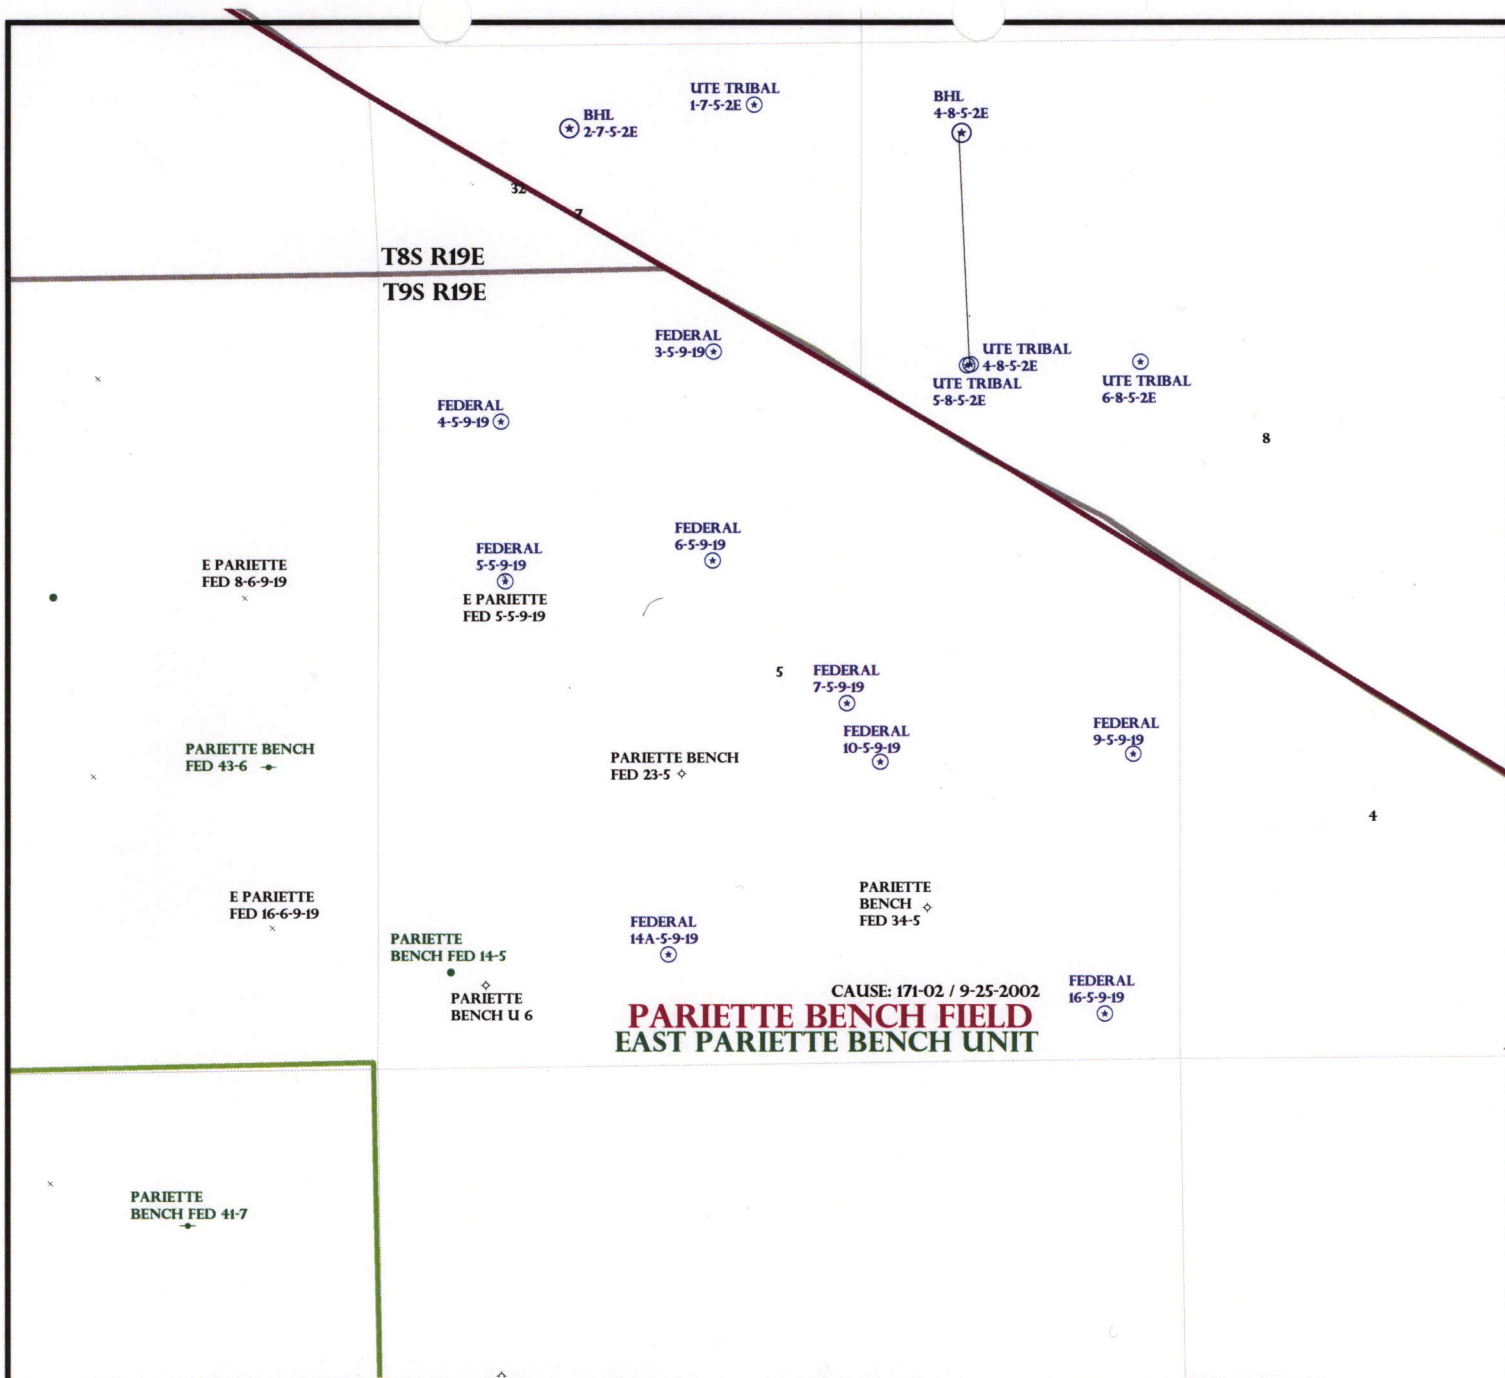 UTE TRIBAL
1-7-5-2E
BHL
4-8-5-2E
BHL
2-7-5-2E
32
7
T8S R19E
T9S R19E
FEDERAL
3-5-9-19
UTE TRIBAL
4-8-5-2E
UTE TRIBAL
5-8-5-2E
UTE TRIBAL
6-8-5-2E
FEDERAL
4-5-9-19
8
FEDERAL
6-5-9-19
FEDERAL
5-5-9-19
E PARIETTE
FED 8-6-9-19
E PARIETTE
FED 5-5-9-19
5
FEDERAL
7-5-9-19
FEDERAL
10-5-9-19
FEDERAL
9-5-9-19
PARIETTE BENCH
FED 43-6
PARIETTE BENCH
FED 23-5
4
E PARIETTE
FED 16-6-9-19
PARIETTE
BENCH
FED 34-5
FEDERAL
14A-5-9-19
PARIETTE
BENCH FED 14-5
PARIETTE
BENCH U 6
FEDERAL
16-5-9-19
CAUSE: 171-02 / 9-25-2002
PARIETTE BENCH FIELD
EAST PARIETTE BENCH UNIT
PARIETTE
BENCH FED 41-7